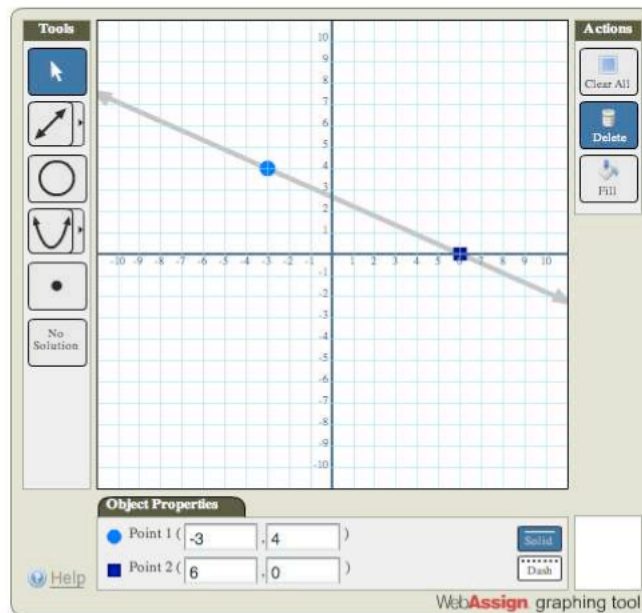 Tools
No
Solution
10
9
8
7
6
5
4
3
2
1
-1
-2
-3
-4
-5
-6
-7
-8
-9
-10
-10 -9 -8 -7 -6 -5 -4 -3 -2 -1 1 2 3 4 5 6 7 8 9 10
Actions
Clear All
Delete
Fill
Object Properties
Point 1 ( -3 , 4 )
Solid
Point 2 ( 6 , 0 )
Dash
Help
WebAssign graphing tool